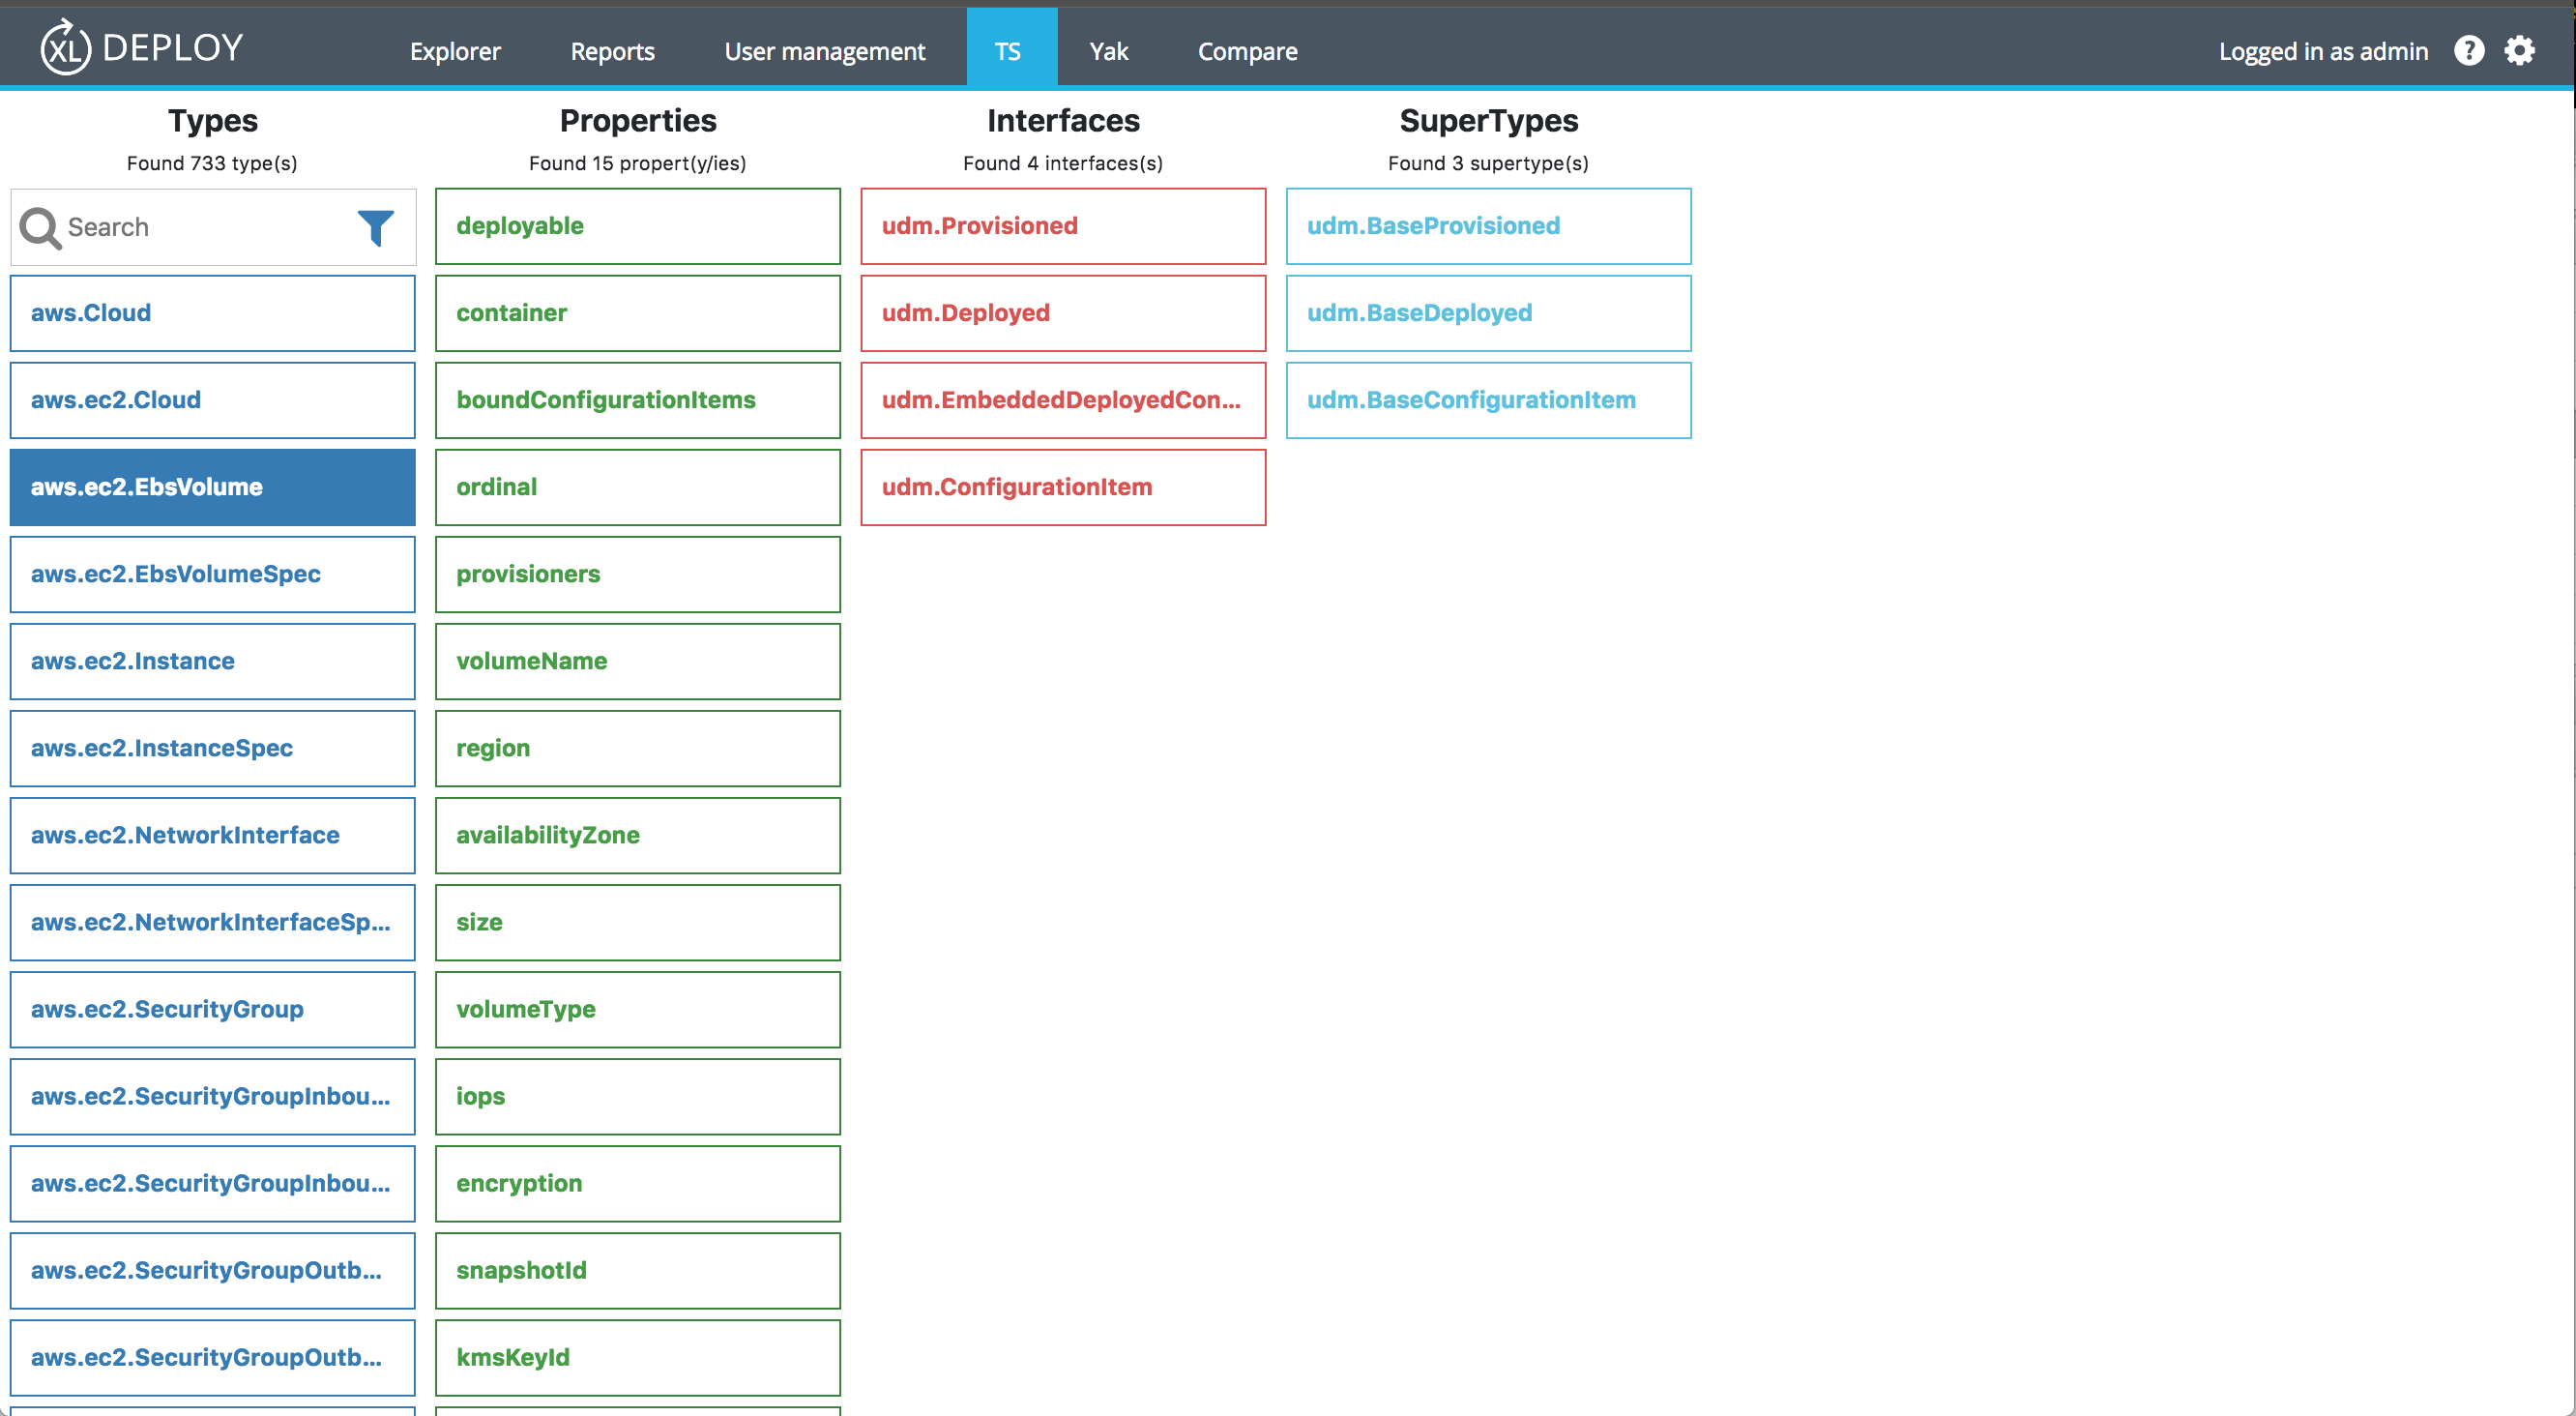 XL DEPLOY Explorer Reports User management TS Yak Compare Logged in as admin ?
Types Properties Interfaces SuperTypes
Found 733 type(s) Found 15 propert(y/ies) Found 4 interfaces(s) Found 3 supertype(s)
Search deployable udm.Provisioned udm.BaseProvisioned
aws.Cloud container udm.Deployed udm.BaseDeployed
aws.ec2.Cloud boundConfigurationItems udm.EmbeddedDeployedCon... udm.BaseConfigurationItem
aws.ec2.EbsVolume ordinal udm.ConfigurationItem
aws.ec2.EbsVolumeSpec provisioners
aws.ec2.Instance volumeName
aws.ec2.InstanceSpec region
aws.ec2.NetworkInterface availabilityZone
aws.ec2.NetworkInterfaceSp... size
aws.ec2.SecurityGroup volumeType
aws.ec2.SecurityGroupInbou... iops
aws.ec2.SecurityGroupInbou... encryption
aws.ec2.SecurityGroupOutb... snapshotId
aws.ec2.SecurityGroupOutb... kmsKeyId